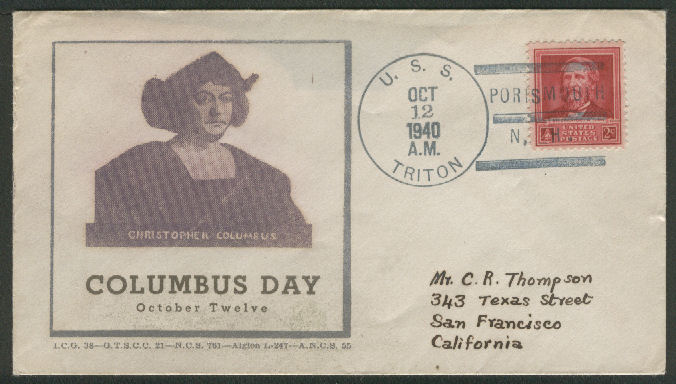 CHRISTOPHER COLUMBUS
COLUMBUS DAY
October Twelve
I.C.G. 38—O.T.S.C.C. 21—N.C.S. 761—Algion L-247—A.N.C.S. 55
U. S. S.
OCT
12
1940
A.M.
TRITON
PORTSMOUTH
N. H.
UNITED
STATES
POSTAGE
2¢
Mr. C. R. Thompson
343 Texas Street
San Francisco
California